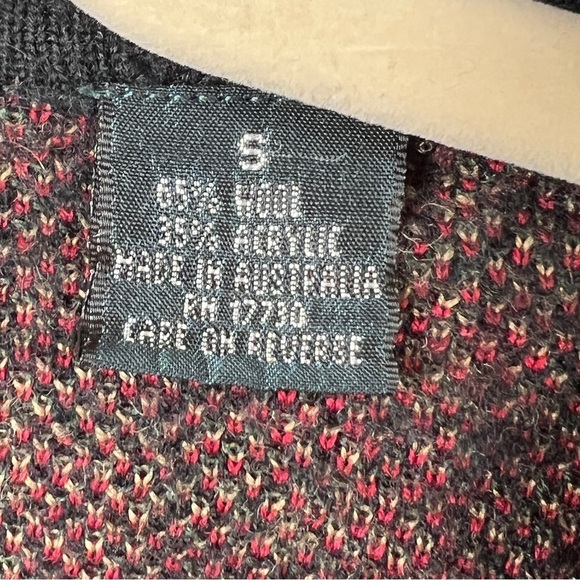 S
65% WOOL
35% ACRYLIC
MADE IN AUSTRALIA
RN 17730
CARE ON REVERSE